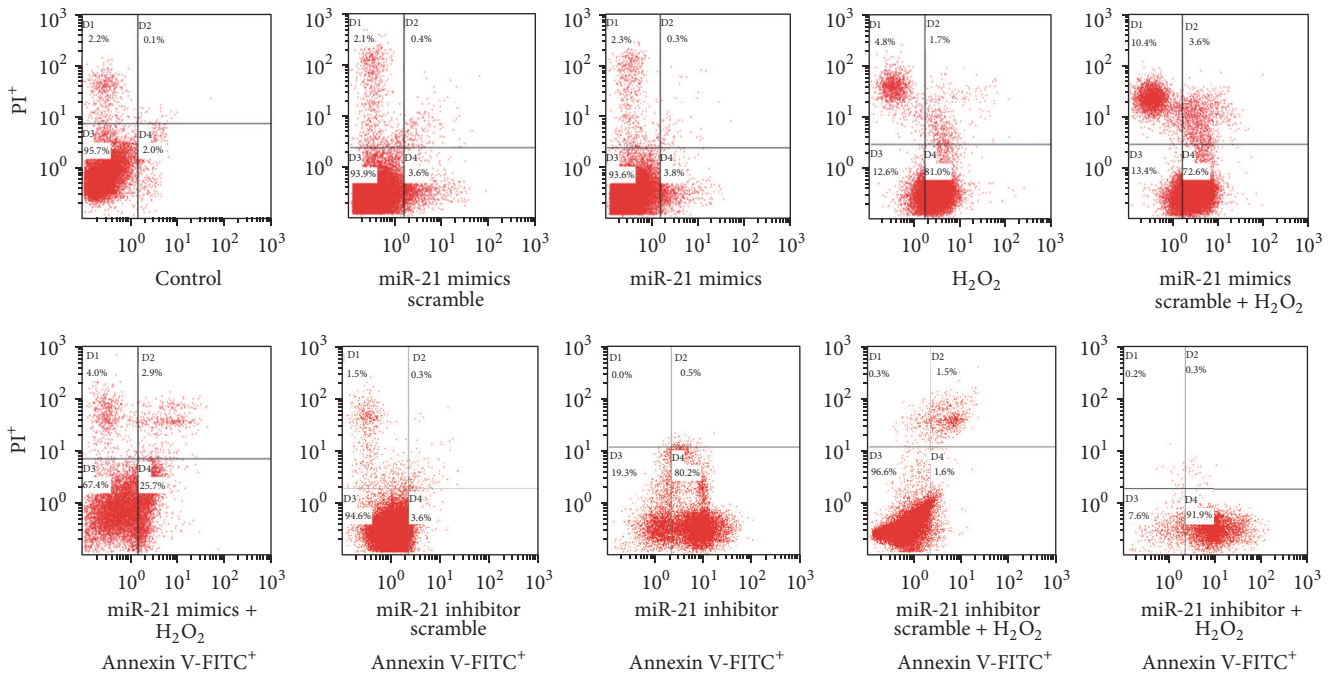 PI⁺
10³
10²
10¹
10⁰
D1
2.2%
D2
0.1%
D3
95.7%
D4
2.0%
10⁰ 10¹ 10² 10³
Control
10³
10²
10¹
10⁰
D1
2.1%
D2
0.4%
D3
93.9%
D4
3.6%
10⁰ 10¹ 10² 10³
miR-21 mimics
scramble
10³
10²
10¹
10⁰
D1
2.3%
D2
0.3%
D3
93.6%
D4
3.8%
10⁰ 10¹ 10² 10³
miR-21 mimics
10³
10²
10¹
10⁰
D1
4.8%
D2
1.7%
D3
12.6%
D4
81.0%
10⁰ 10¹ 10² 10³
H₂O₂
10³
10²
10¹
10⁰
D1
10.4%
D2
3.6%
D3
13.4%
D4
72.6%
10⁰ 10¹ 10² 10³
miR-21 mimics
scramble + H₂O₂
PI⁺
10³
10²
10¹
10⁰
D1
4.0%
D2
2.9%
D3
67.4%
D4
25.7%
10⁰ 10¹ 10² 10³
miR-21 mimics +
H₂O₂
Annexin V-FITC⁺
10³
10²
10¹
10⁰
D1
1.5%
D2
0.3%
D3
94.6%
D4
3.6%
10⁰ 10¹ 10² 10³
miR-21 inhibitor
scramble
Annexin V-FITC⁺
10³
10²
10¹
10⁰
D1
0.0%
D2
0.5%
D3
19.3%
D4
80.2%
10⁰ 10¹ 10² 10³
miR-21 inhibitor
Annexin V-FITC⁺
10³
10²
10¹
10⁰
D1
0.3%
D2
1.5%
D3
96.6%
D4
1.6%
10⁰ 10¹ 10² 10³
miR-21 inhibitor
scramble + H₂O₂
Annexin V-FITC⁺
10³
10²
10¹
10⁰
D1
0.2%
D2
0.3%
D3
7.6%
D4
91.9%
10⁰ 10¹ 10² 10³
miR-21 inhibitor +
H₂O₂
Annexin V-FITC⁺